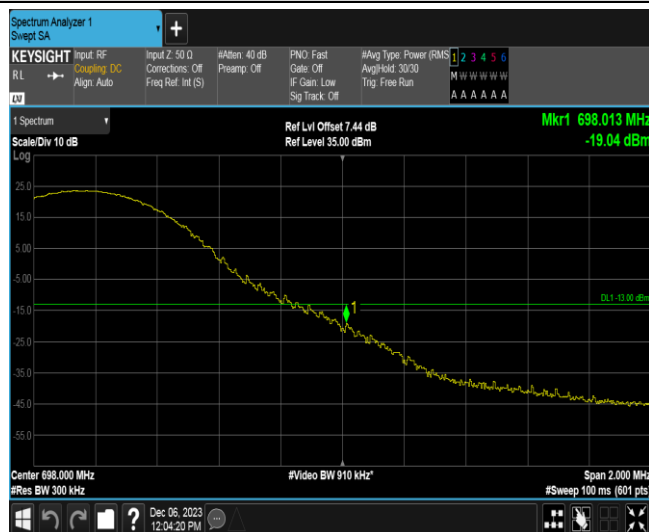 Spectrum Analyzer 1
Swept SA
+
KEYSIGHT
RL
Input: RF
Coupling: DC
Align: Auto
Input Z: 50 Ω
Corrections: Off
Freq Ref: Int (S)
#Atten: 40 dB
Preamp: Off
PNO: Fast
Gate: Off
IF Gain: Low
Sig Track: Off
#Avg Type: Power (RMS
Avg|Hold: 30/30
Trig: Free Run
1 2 3 4 5 6
M W W W W W
A A A A A A
LXI
1 Spectrum
Scale/Div 10 dB
Log
Ref Lvl Offset 7.44 dB
Ref Level 35.00 dBm
Mkr1 698.013 MHz
-19.04 dBm
25.0
15.0
5.00
-5.00
DL1 -13.00 dBm
1
-15.0
-25.0
-35.0
-45.0
-55.0
Center 698.000 MHz
#Video BW 910 kHz*
Span 2.000 MHz
#Res BW 300 kHz
#Sweep 100 ms (601 pts)
?
Dec 06, 2023
12:04:20 PM